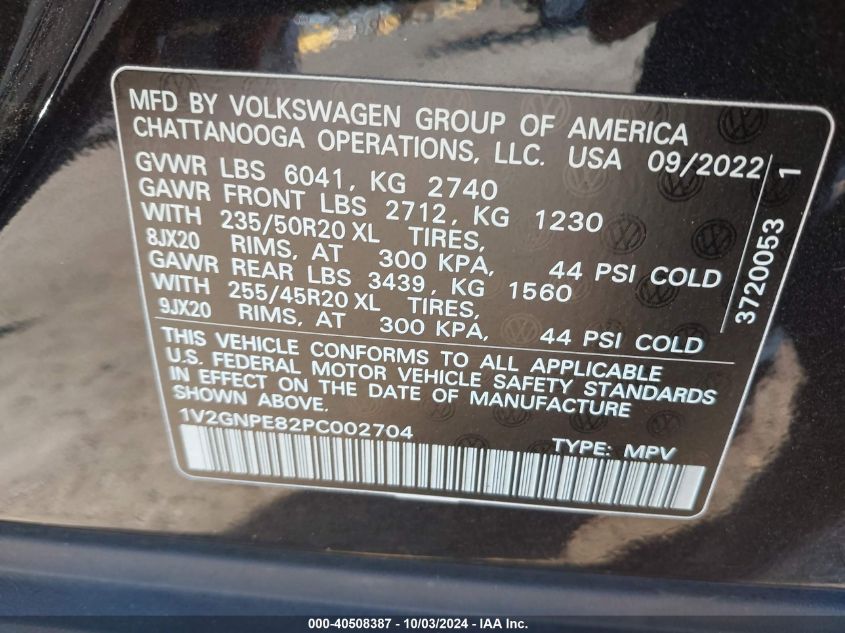 MFD BY VOLKSWAGEN GROUP OF AMERICA
CHATTANOOGA OPERATIONS, LLC. USA 09/2022
GVWR LBS 6041, KG 2740
GAWR FRONT LBS 2712, KG 1230
WITH 235/50R20 XL TIRES,
8JX20 RIMS, AT 300 KPA, 44 PSI COLD
GAWR REAR LBS 3439, KG 1560
WITH 255/45R20 XL TIRES,
9JX20 RIMS, AT 300 KPA, 44 PSI COLD
THIS VEHICLE CONFORMS TO ALL APPLICABLE
U.S. FEDERAL MOTOR VEHICLE SAFETY STANDARDS
IN EFFECT ON THE DATE OF MANUFACTURE
SHOWN ABOVE.
1V2GNPE82PC002704 TYPE: MPV
3720053 1
000-40508387 - 10/03/2024 - IAA Inc.